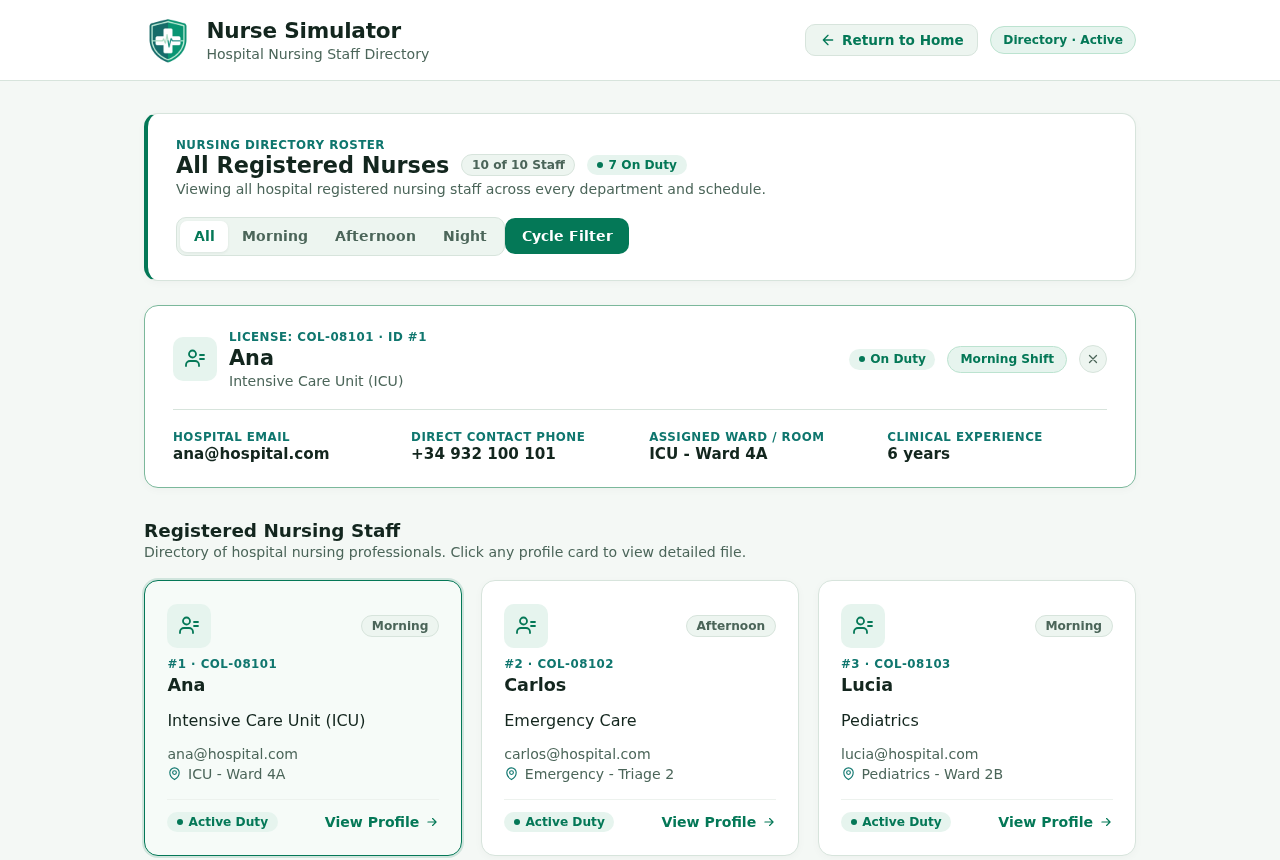 Nurse Simulator
Hospital Nursing Staff Directory
Return to Home
Directory · Active
NURSING DIRECTORY ROSTER
All Registered Nurses
10 of 10 Staff
7 On Duty
Viewing all hospital registered nursing staff across every department and schedule.
All
Morning
Afternoon
Night
Cycle Filter
LICENSE: COL-08101 · ID #1
Ana
Intensive Care Unit (ICU)
On Duty
Morning Shift
HOSPITAL EMAIL
ana@hospital.com
DIRECT CONTACT PHONE
+34 932 100 101
ASSIGNED WARD / ROOM
ICU - Ward 4A
CLINICAL EXPERIENCE
6 years
Registered Nursing Staff
Directory of hospital nursing professionals. Click any profile card to view detailed file.
Morning
#1 · COL-08101
Ana
Intensive Care Unit (ICU)
ana@hospital.com
ICU - Ward 4A
Active Duty
View Profile →
Afternoon
#2 · COL-08102
Carlos
Emergency Care
carlos@hospital.com
Emergency - Triage 2
Active Duty
View Profile →
Morning
#3 · COL-08103
Lucia
Pediatrics
lucia@hospital.com
Pediatrics - Ward 2B
Active Duty
View Profile →